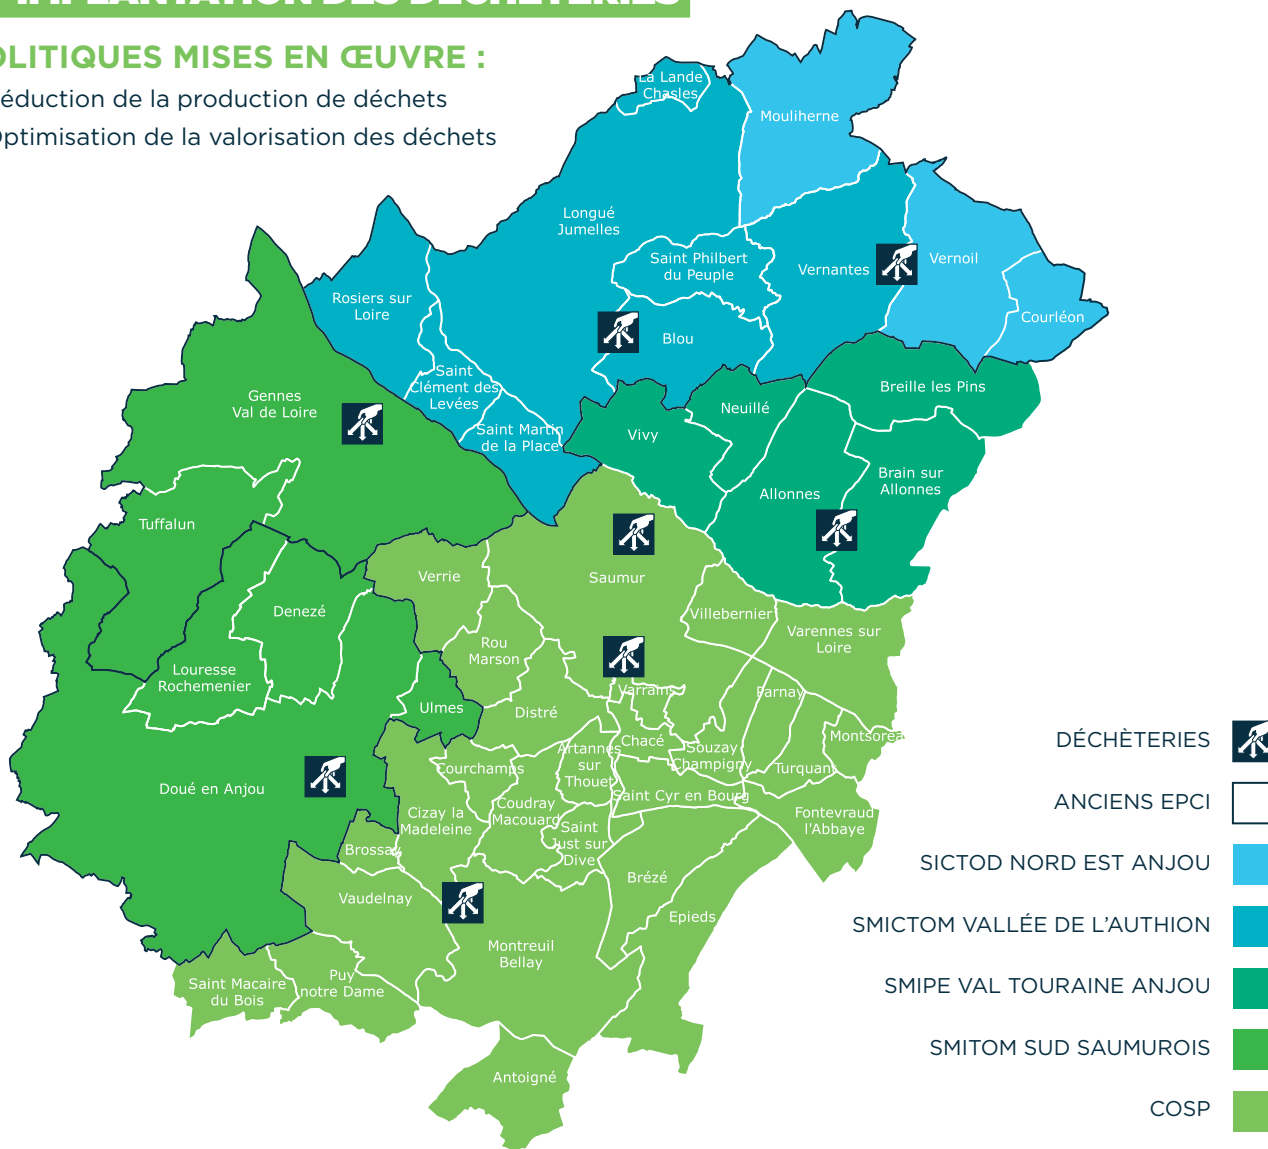 IMPLANTATION DES DÉCHÈTERIES
OLITIQUES MISES EN ŒUVRE :
éduction de la production de déchets
Optimisation de la valorisation des déchets
La Lande
Chasles
Mouliherne
Longué
Jumelles
Saint Philbert
du Peuple
Vernantes
Vernoil
Courléon
Rosiers sur
Loire
Blou
Saint
Clément des
Levées
Saint Martin
de la Place
Gennes
Val de Loire
Breille les Pins
Neuillé
Vivy
Allonnes
Brain sur
Allonnes
Tuffalun
Verrie
Saumur
Denezé
Villebernier
Varennes sur
Loire
Rou
Marson
Louresse
Rochemenier
Varrains
Parnay
Ulmes
Distré
Montsorea
Chacé
Artannes
sur
Thouet
Souzay
Champigny
Turquant
Courchamps
Doué en Anjou
Saint Cyr en Bourg
Coudray
Macouard
Cizay la
Madeleine
Fontevraud
l'Abbaye
Saint
Just sur
Dive
Brossay
Brézé
Vaudelnay
Epieds
Montreuil
Bellay
Saint Macaire
du Bois
Puy
notre Dame
Antoigné
DÉCHÈTERIES
ANCIENS EPCI
SICTOD NORD EST ANJOU
SMICTOM VALLÉE DE L’AUTHION
SMIPE VAL TOURAINE ANJOU
SMITOM SUD SAUMUROIS
COSP